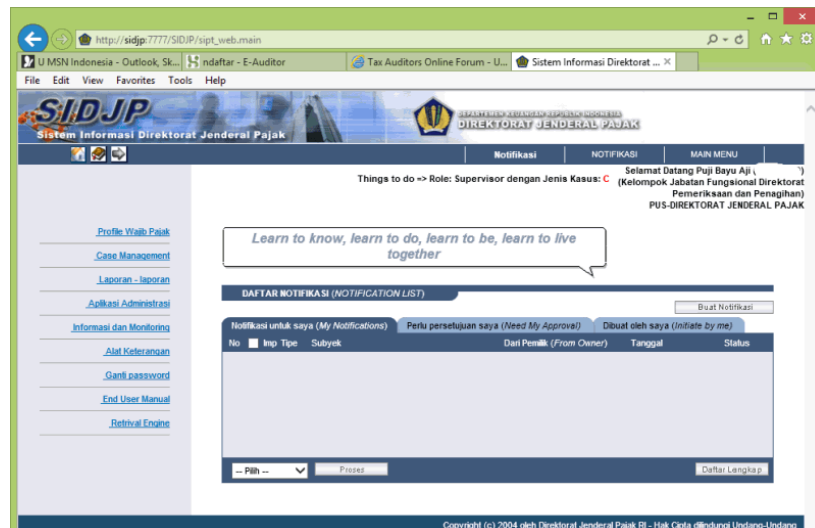 http://sidjp:7777/SIDJP/sipt_web.main
U MSN Indonesia - Outlook, Sk...
ndaftar - E-Auditor
Tax Auditors Online Forum - U...
Sistem Informasi Direktorat ...
File Edit View Favorites Tools Help
SIDJP
Sistem Informasi Direktorat Jenderal Pajak
DEPARTEMEN KEUANGAN REPUBLIK INDONESIA
DIREKTORAT JENDERAL PAJAK
Notifikasi NOTIFIKASI MAIN MENU
Things to do => Role: Supervisor dengan Jenis Kasus: C
Selamat Datang Puji Bayu Aji ( )
(Kelompok Jabatan Fungsional Direktorat
Pemeriksaan dan Penagihan)
PUS-DIREKTORAT JENDERAL PAJAK
Profile Wajib Pajak
Case Management
Laporan - laporan
Aplikasi Administrasi
Informasi dan Monitoring
Alat Keterangan
Ganti password
End User Manual
Retrival Engine
Learn to know, learn to do, learn to be, learn to live
together
DAFTAR NOTIFIKASI (NOTIFICATION LIST)
Buat Notifikasi
Notifikasi untuk saya (My Notifications) Perlu persetujuan saya (Need My Approval) Dibuat oleh saya (Initiate by me)
No Imp Tipe Subyek Dari Pemilik (From Owner) Tanggal Status
-- Pilih -- Proses Daftar Lengkap
Copyright (c) 2004 oleh Direktorat Jenderal Pajak RI - Hak Cipta dilindungi Undang-Undang